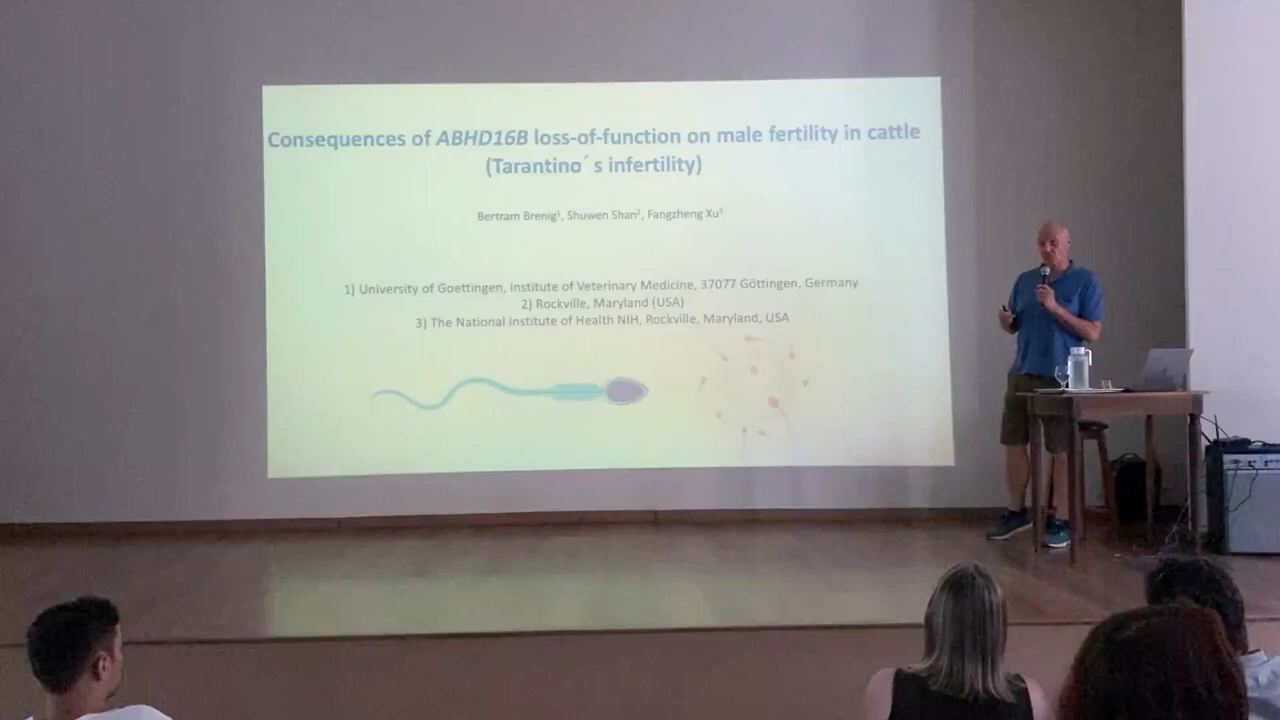 Consequences of ABHD16B loss-of-function on male fertility in cattle
(Tarantino´s infertility)
Bertram Brenig¹, Shuwen Shan², Fangzheng Xu³
1) University of Goettingen, Institute of Veterinary Medicine, 37077 Göttingen, Germany
2) Rockville, Maryland (USA)
3) The National Institute of Health NIH, Rockville, Maryland, USA